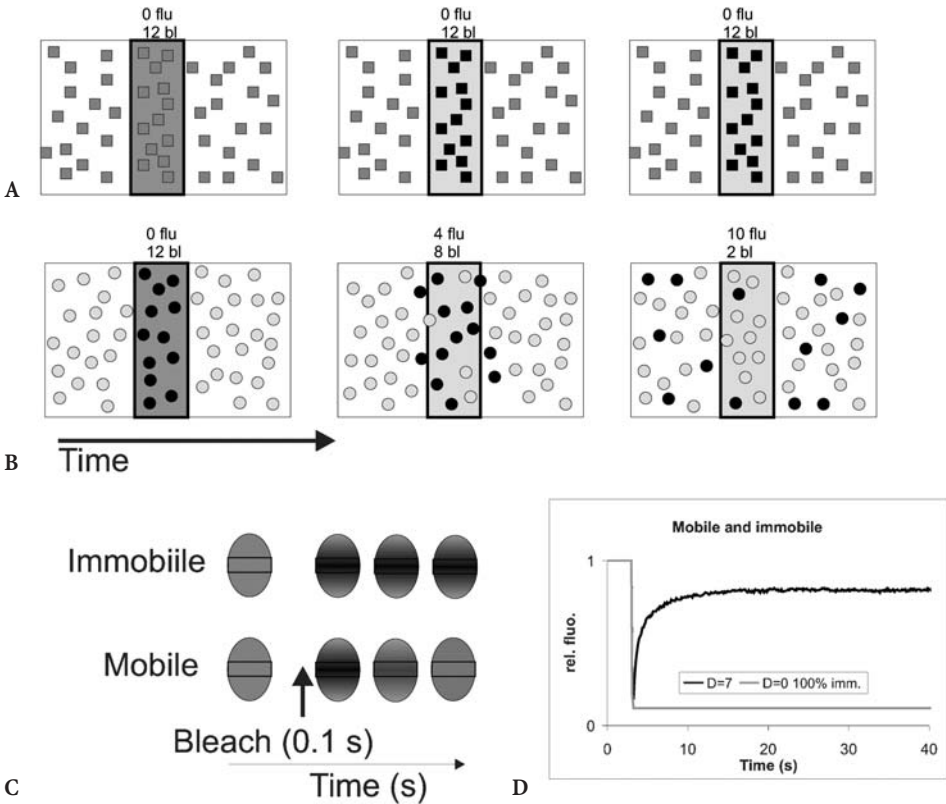 0 flu
12 bl
0 flu
12 bl
0 flu
12 bl
A
0 flu
12 bl
4 flu
8 bl
10 flu
2 bl
B
Time
Immobiile
Mobile
Bleach (0.1 s)
Time (s)
C
Mobile and immobile
1
rel. fluo.
D=7
D=0 100% imm.
0
0
10
20
30
40
Time (s)
D